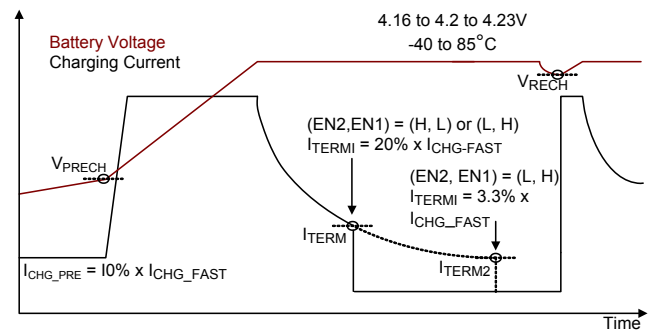 4.16 to 4.2 to 4.23V
-40 to 85°C
Battery Voltage
Charging Current
VRECH
(EN2,EN1) = (H, L) or (L, H)
ITERMI = 20% x ICHG-FAST
VPRECH
(EN2, EN1) = (L, H)
ITERMI = 3.3% x
ICHG_FAST
ITERM
ITERM2
ICHG_PRE = I0% x ICHG_FAST
Time